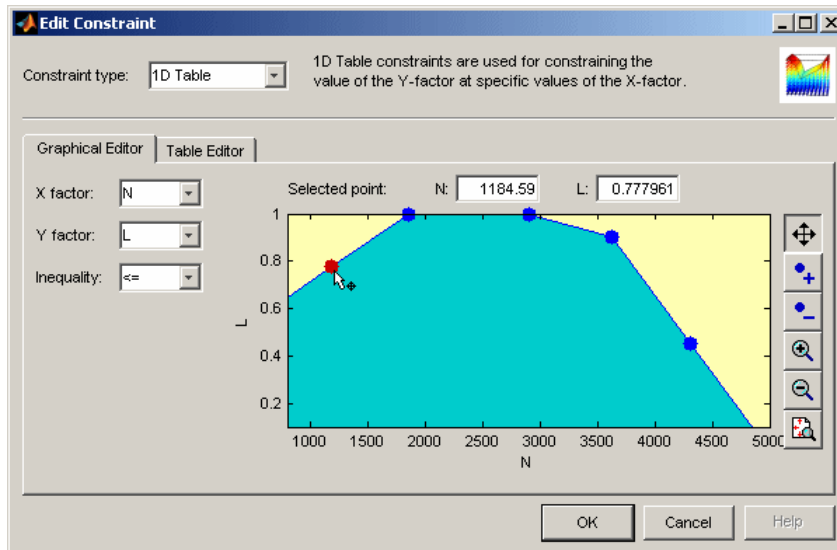 Edit Constraint
Constraint type: 1D Table
1D Table constraints are used for constraining the
value of the Y-factor at specific values of the X-factor.
Graphical Editor Table Editor
X factor: N
Selected point: N: 1184.59 L: 0.777961
Y factor: L
Inequality: <=
1
0.8
0.6
0.4
0.2
L
1000 1500 2000 2500 3000 3500 4000 4500 5000
N
OK Cancel Help